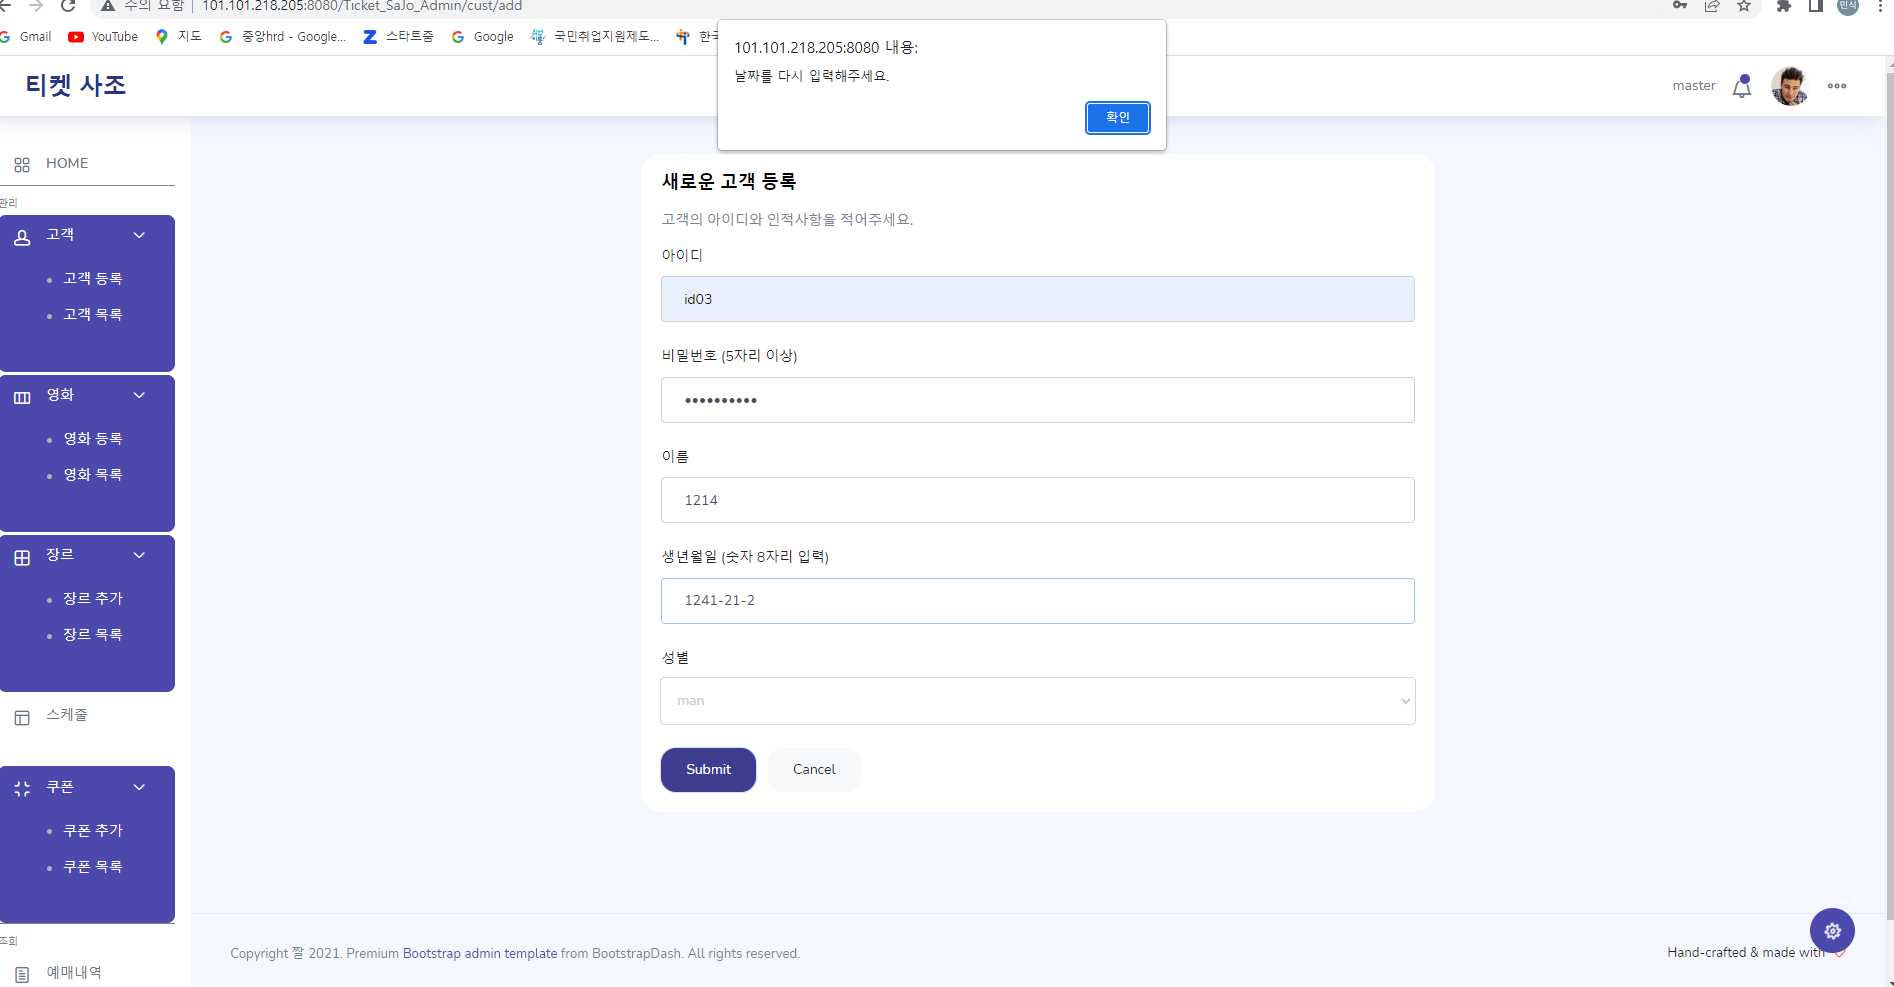 주의 요함 | 101.101.218.205:8080/Ticket_SaJo_Admin/cust/add
민식
Gmail YouTube 지도 중앙hrd - Google... 스타트줌 Google 국민취업지원제도... 한국
101.101.218.205:8080 내용:
날짜를 다시 입력해주세요.
확인
티켓 사조
master
HOME
관리
고객
고객 등록
고객 목록
영화
영화 등록
영화 목록
장르
장르 추가
장르 목록
스케줄
쿠폰
쿠폰 추가
쿠폰 목록
조회
예매내역
새로운 고객 등록
고객의 아이디와 인적사항을 적어주세요.
아이디
id03
비밀번호 (5자리 이상)
••••••••••
이름
1214
생년월일 (숫자 8자리 입력)
1241-21-2
성별
man
Submit Cancel
Copyright 짤 2021. Premium Bootstrap admin template from BootstrapDash. All rights reserved.
Hand-crafted & made with